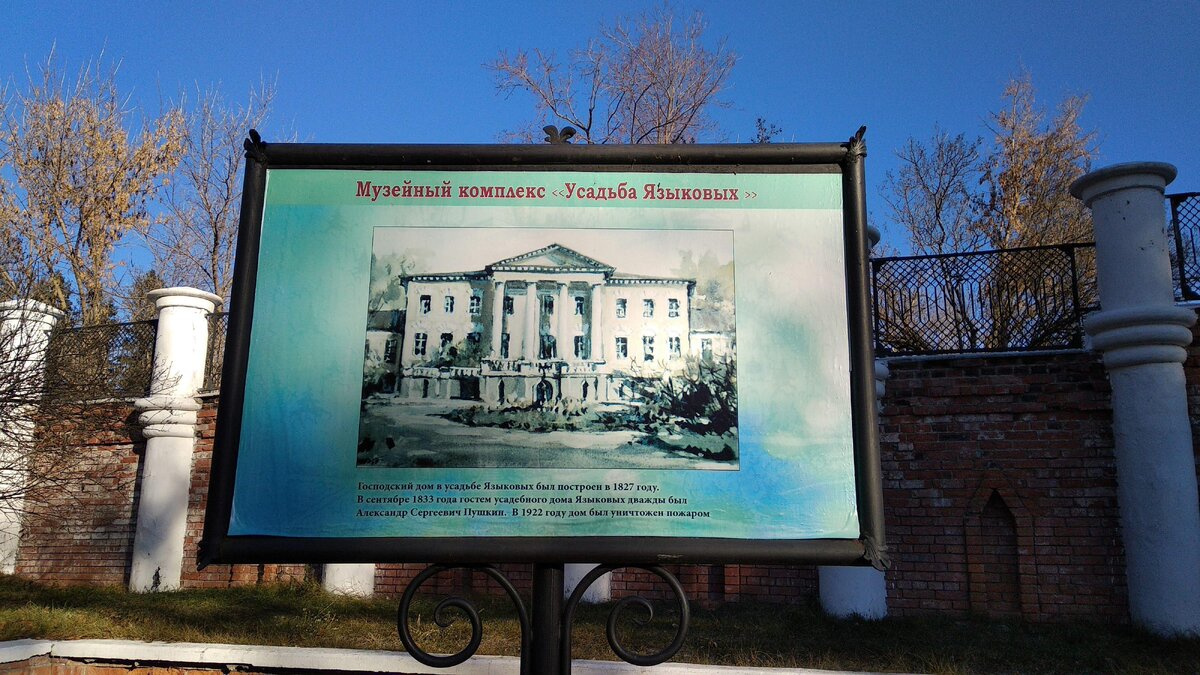 Музейный комплекс «Усадьба Языковых »
Господский дом в усадьбе Языковых был построен в 1827 году.
В сентябре 1833 года гостем усадебного дома Языковых дважды был
Александр Сергеевич Пушкин. В 1922 году дом был уничтожен пожаром